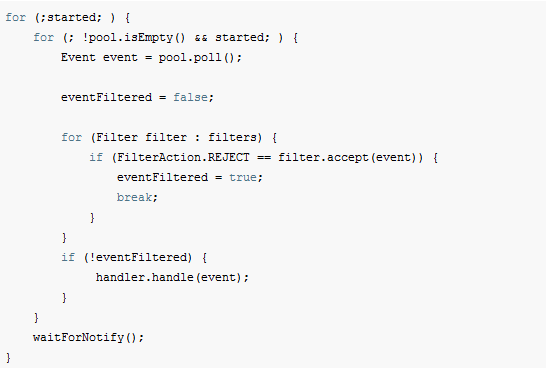 for (;started; ) {
    for (; !pool.isEmpty() && started; ) {
        Event event = pool.poll();

        eventFiltered = false;

        for (Filter filter : filters) {
            if (FilterAction.REJECT == filter.accept(event)) {
                eventFiltered = true;
                break;
            }
        }
        if (!eventFiltered) {
             handler.handle(event);
        }
    }
    waitForNotify();
}